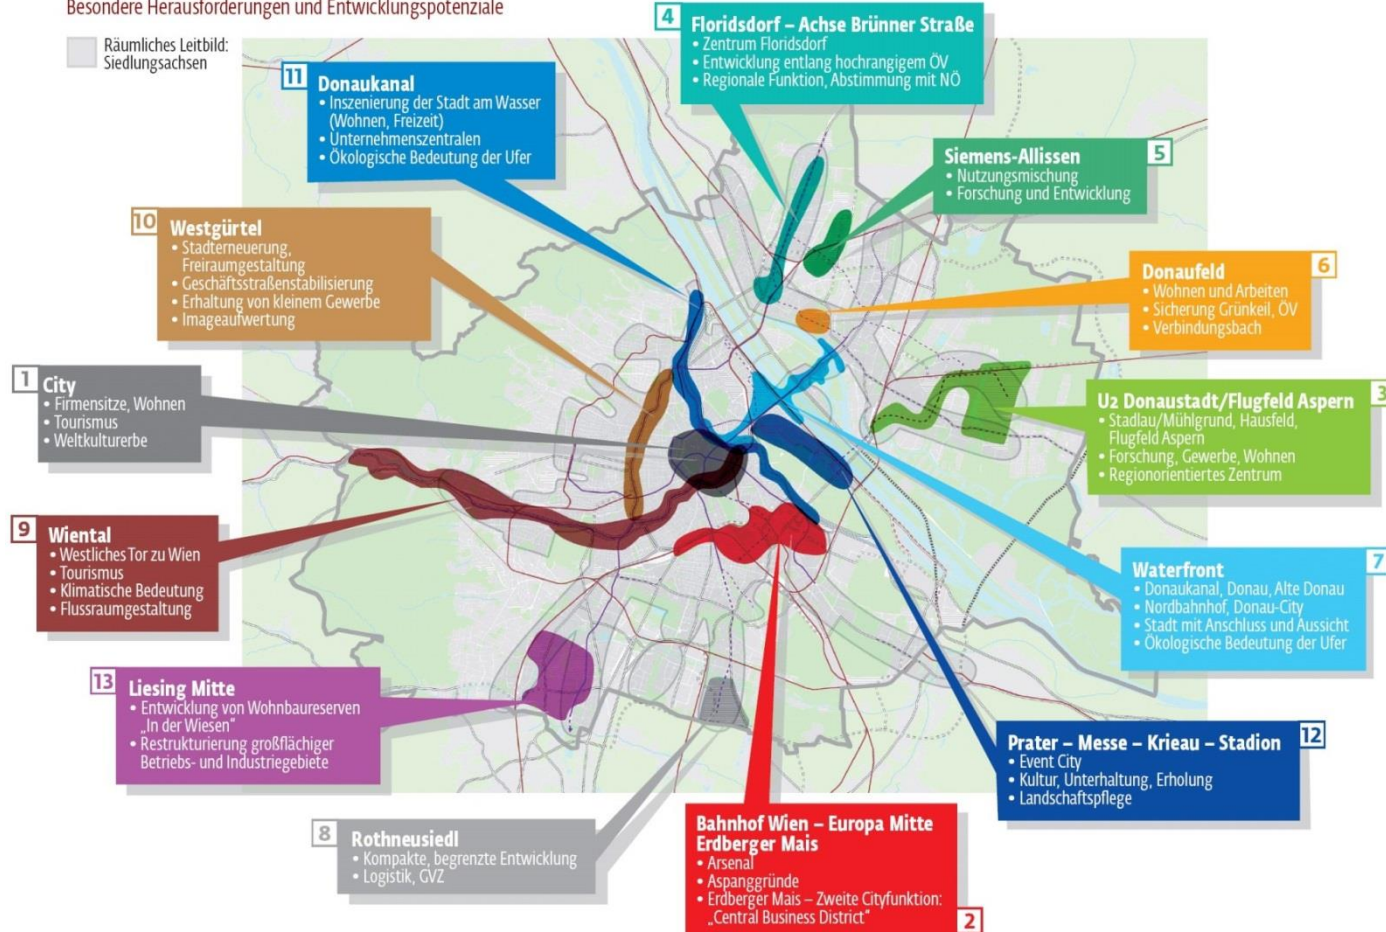 Besondere Herausforderungen und Entwicklungspotenziale
Räumliches Leitbild:
Siedlungsachsen
4
Floridsdorf – Achse Brünner Straße
• Zentrum Floridsdorf
• Entwicklung entlang hochrangigem ÖV
• Regionale Funktion, Abstimmung mit NÖ
11
Donaukanal
• Inszenierung der Stadt am Wasser
(Wohnen, Freizeit)
• Unternehmenszentralen
• Ökologische Bedeutung der Ufer
5
Siemens-Allissen
• Nutzungsmischung
• Forschung und Entwicklung
10
Westgürtel
• Stadterneuerung,
Freiraumgestaltung
• Geschäftsstraßenstabilisierung
• Erhaltung von kleinem Gewerbe
• Imageaufwertung
6
Donaufeld
• Wohnen und Arbeiten
• Sicherung Grünkeil, ÖV
• Verbindungsbach
1
City
• Firmensitze, Wohnen
• Tourismus
• Weltkulturerbe
3
U2 Donaustadt/Flugfeld Aspern
• Stadlau/Mühlgrund, Hausfeld,
Flugfeld Aspern
• Forschung, Gewerbe, Wohnen
• Regionorientiertes Zentrum
9
Wiental
• Westliches Tor zu Wien
• Tourismus
• Klimatische Bedeutung
• Flussraumgestaltung
7
Waterfront
• Donaukanal, Donau, Alte Donau
• Nordbahnhof, Donau-City
• Stadt mit Anschluss und Aussicht
• Ökologische Bedeutung der Ufer
13
Liesing Mitte
• Entwicklung von Wohnbaureserven
„In der Wiesen“
• Restrukturierung großflächiger
Betriebs- und Industriegebiete
12
Prater – Messe – Krieau – Stadion
• Event City
• Kultur, Unterhaltung, Erholung
• Landschaftspflege
8
Rothneusiedl
• Kompakte, begrenzte Entwicklung
• Logistik, GVZ
Bahnhof Wien – Europa Mitte
Erdberger Mais
• Arsenal
• Aspanggründe
• Erdberger Mais – Zweite Cityfunktion:
„Central Business District“
2